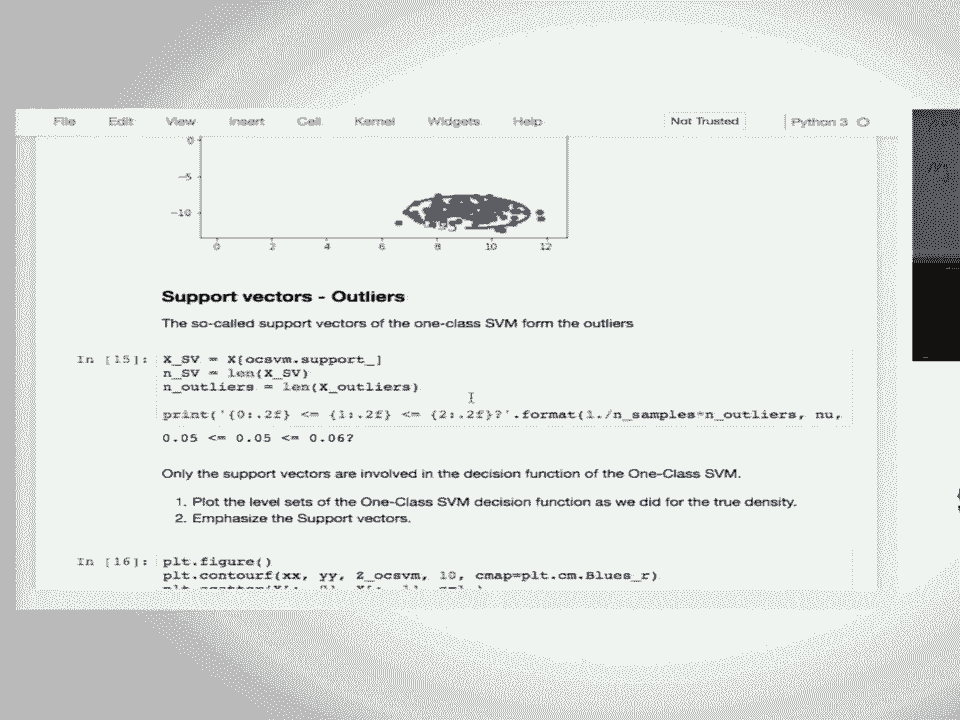 File Edit View Insert Cell Kernel Widgets Help Not Trusted Python 3
0
−5
−10
0 2 4 6 8 10 12
Support vectors - Outliers
The so-called support vectors of the one-class SVM form the outliers
In [15]: X_SV = X[ocsvm.support_]
n_SV = len(X_SV)
n_outliers = len(X_outliers)
print('{0:.2f} <= {1:.2f} <= {2:.2f}?'.format(1./n_samples*n_outliers, nu,
0.05 <= 0.05 <= 0.06?
Only the support vectors are involved in the decision function of the One-Class SVM.
1. Plot the level sets of the One-Class SVM decision function as we did for the true density.
2. Emphasize the Support vectors.
In [16]: plt.figure()
plt.contourf(xx, yy, Z_ocsvm, 10, cmap=plt.cm.Blues_r)